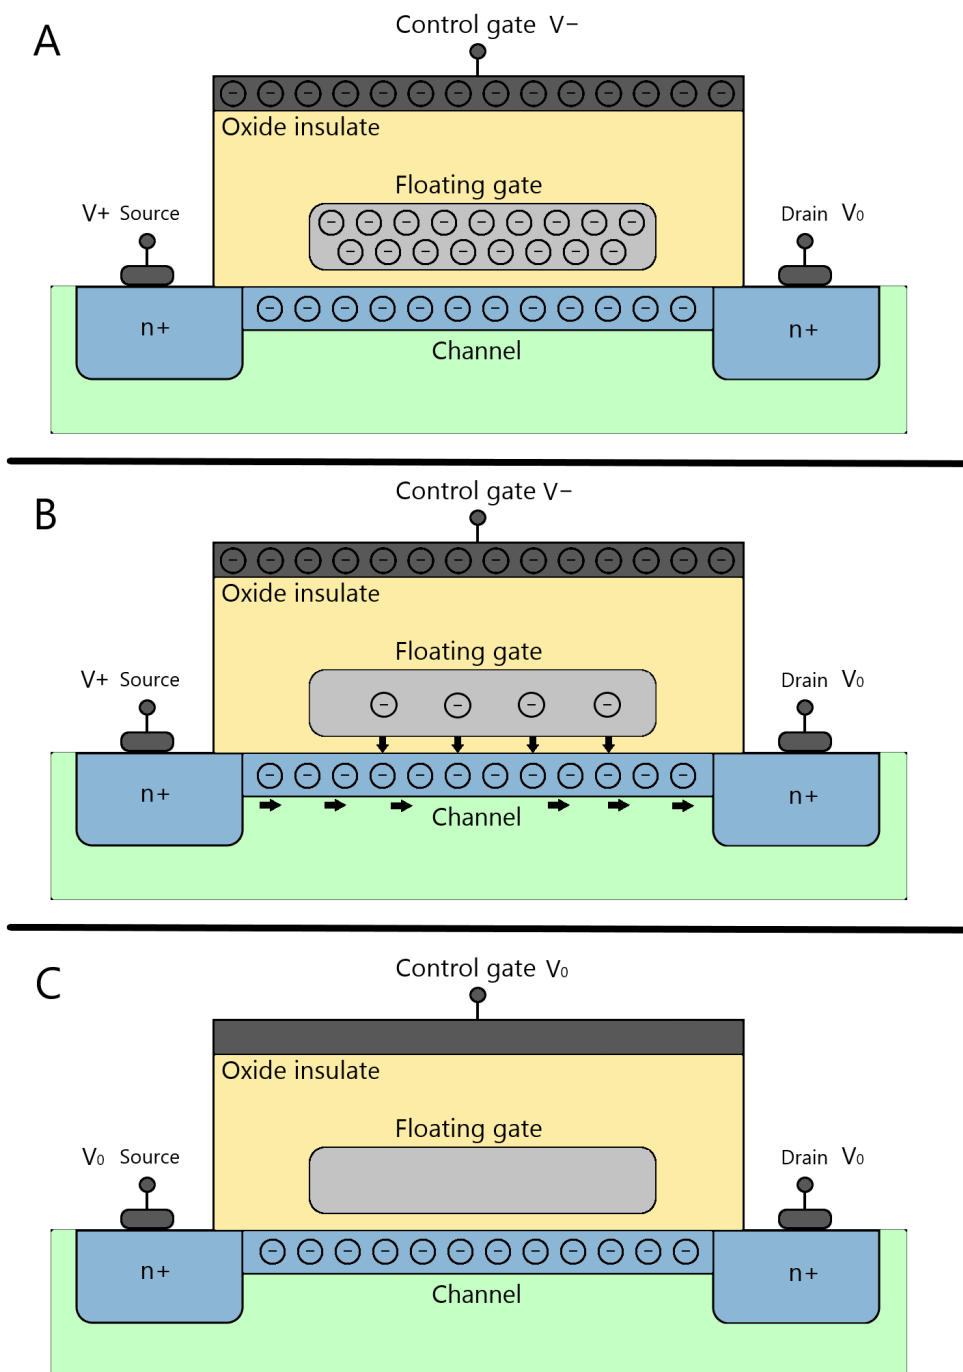 A
Control gate V−
Oxide insulate
Floating gate
V+ Source
Drain V₀
n+
n+
Channel
B
Control gate V−
Oxide insulate
Floating gate
V+ Source
Drain V₀
n+
n+
Channel
C
Control gate V₀
Oxide insulate
Floating gate
V₀ Source
Drain V₀
n+
n+
Channel